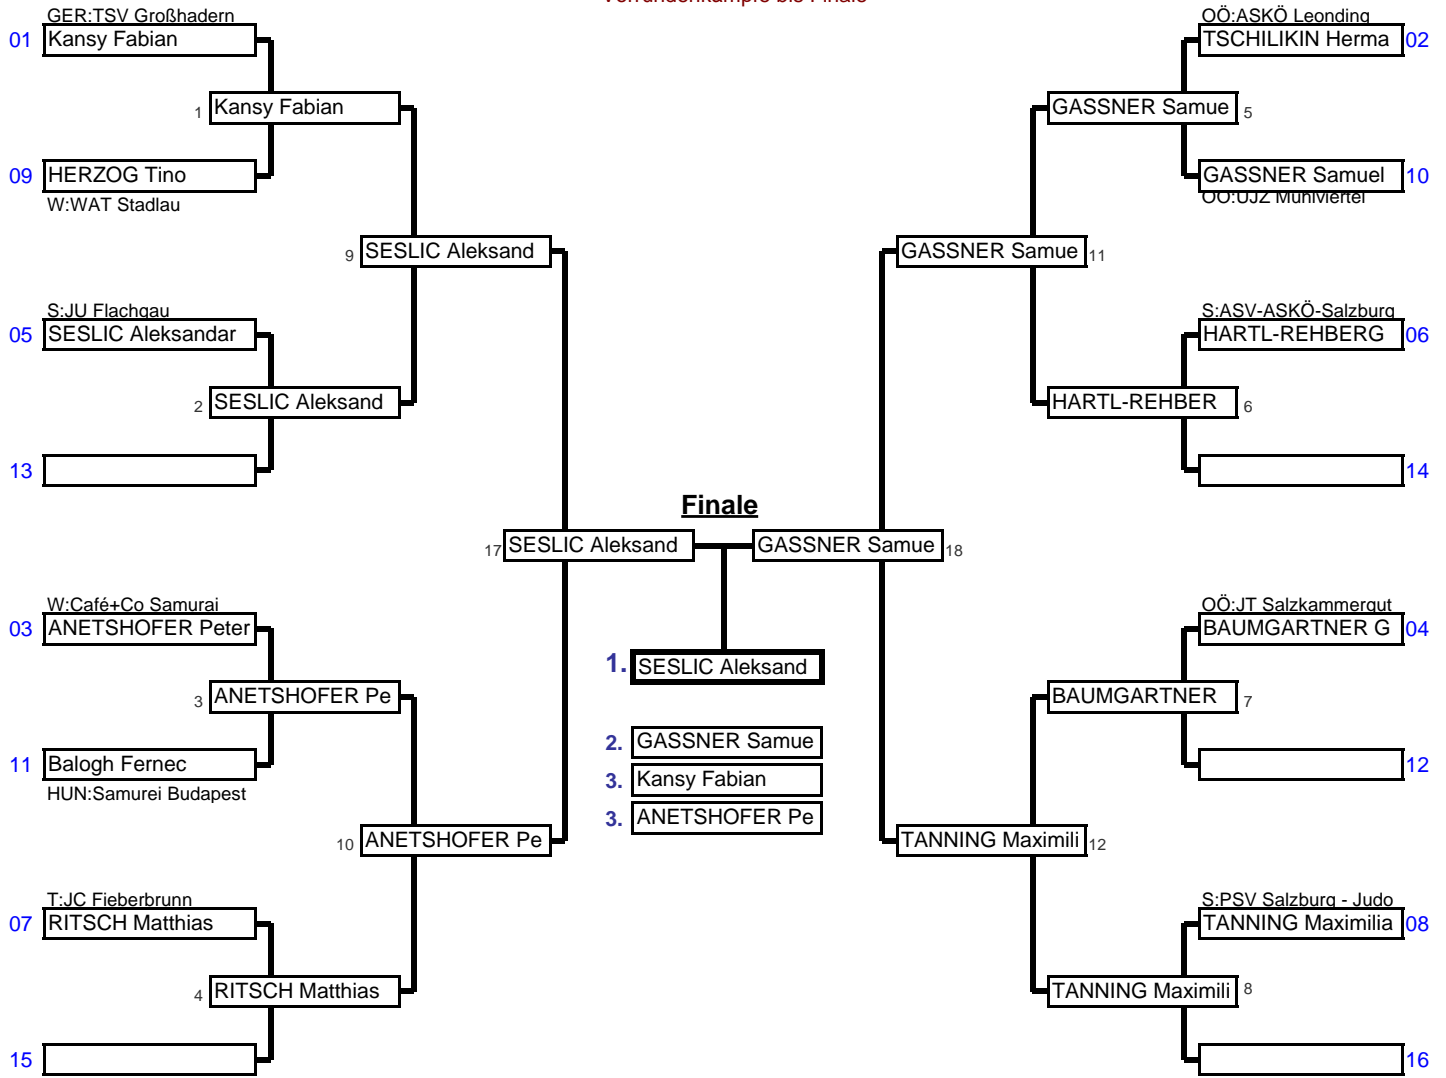 Vorrundenkämpfe bis Finale
GER:TSV Großhadern
01 Kansy Fabian
1 Kansy Fabian
09 HERZOG Tino
W:WAT Stadlau
9 SESLIC Aleksand
S:JU Flachgau
05 SESLIC Aleksandar
2 SESLIC Aleksand
13
17 SESLIC Aleksand
W:Café+Co Samurai
03 ANETSHOFER Peter
3 ANETSHOFER Pe
11 Balogh Fernec
HUN:Samurei Budapest
10 ANETSHOFER Pe
T:JC Fieberbrunn
07 RITSCH Matthias
4 RITSCH Matthias
15
Finale
1. SESLIC Aleksand
2. GASSNER Samue
3. Kansy Fabian
3. ANETSHOFER Pe
OÖ:ASKÖ Leonding
TSCHILIKIN Herma 02
GASSNER Samue 5
GASSNER Samuel 10
OÖ:UJZ Mühlviertel
GASSNER Samue 11
S:ASV-ASKÖ-Salzburg
HARTL-REHBERG 06
HARTL-REHBER 6
14
GASSNER Samue 18
OÖ:JT Salzkammergut
BAUMGARTNER G 04
BAUMGARTNER 7
12
TANNING Maximili 12
S:PSV Salzburg - Judo
TANNING Maximilia 08
TANNING Maximili 8
16